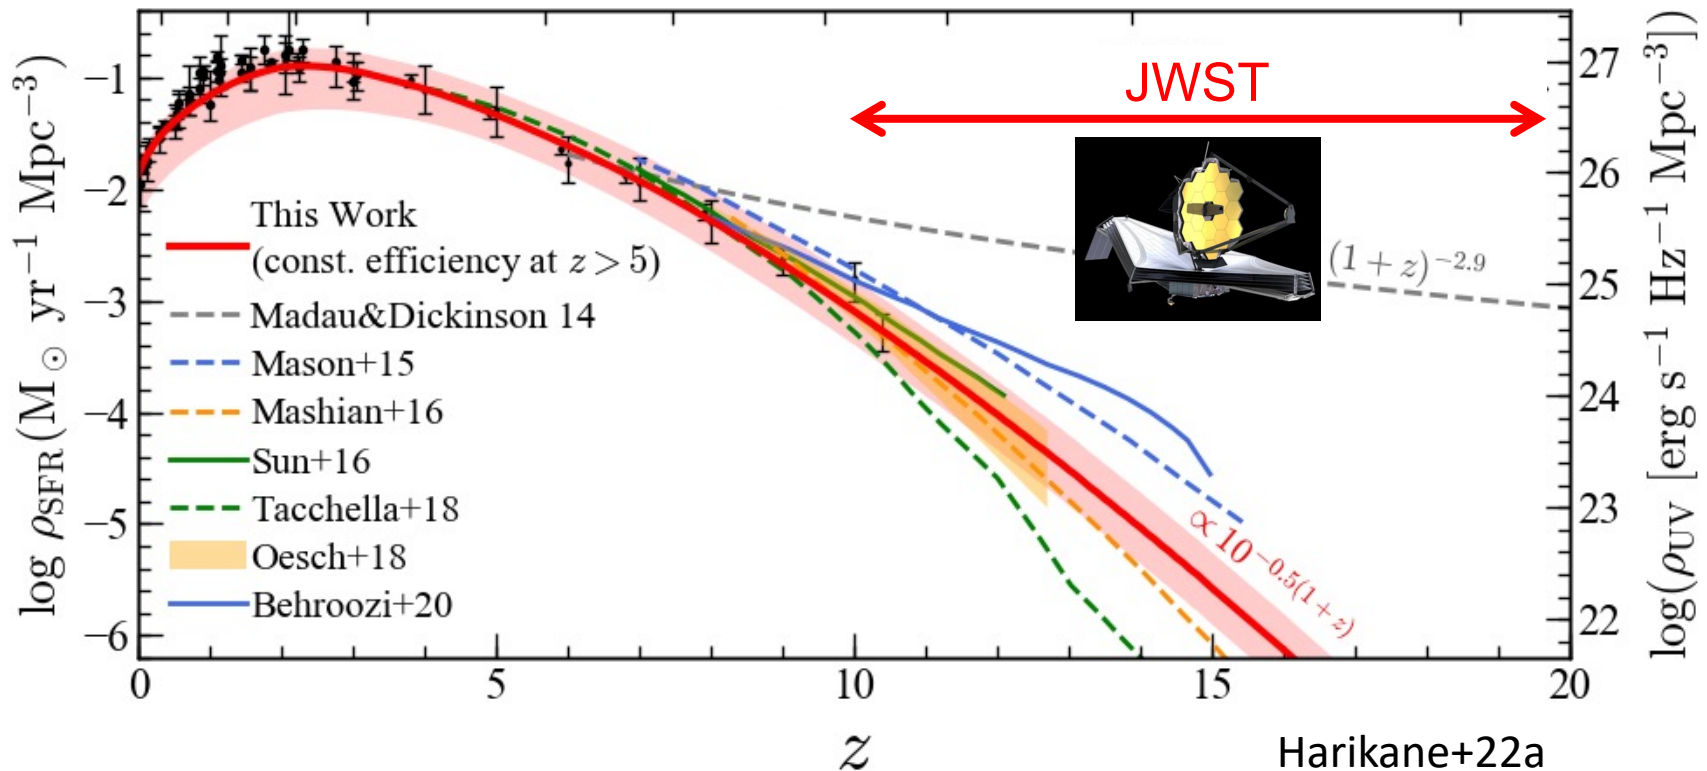 JWST
log ρSFR(M⊙ yr⁻¹ Mpc⁻³)
−1
−2
−3
−4
−5
−6
This Work
(const. efficiency at z > 5)
Madau&Dickinson 14
Mason+15
Mashian+16
Sun+16
Tacchella+18
Oesch+18
Behroozi+20
(1 + z)⁻²·⁹
∝ 10⁻⁰·⁵⁽¹⁺ᶻ⁾
27
26
25
24
23
22
log(ρUV [erg s⁻¹ Hz⁻¹ Mpc⁻³])
0 5 10 15 20
z
Harikane+22a